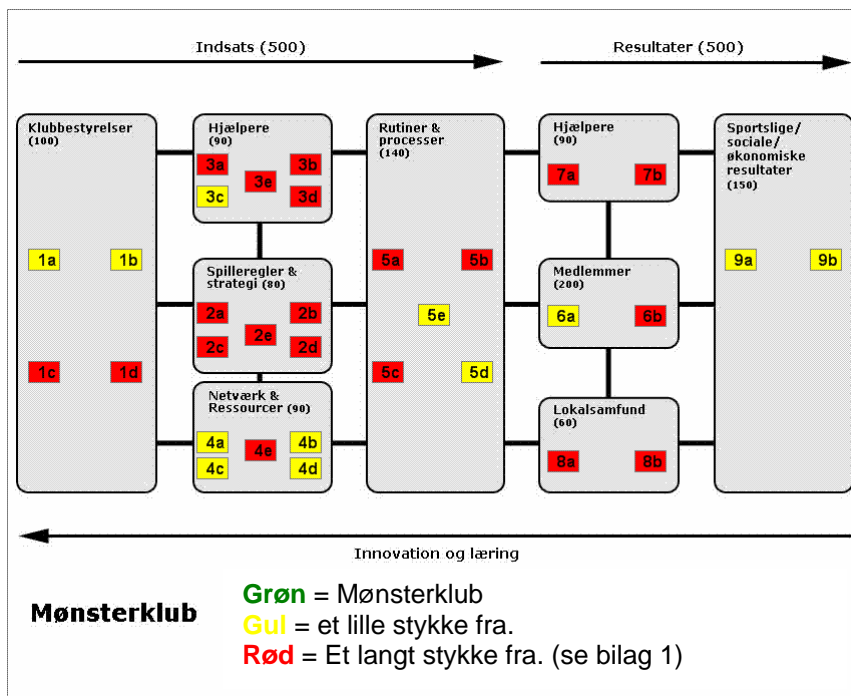 Indsats (500)
Resultater (500)
Klubbestyrelser
(100)
1a 1b
1c 1d
Hjælpere
(90)
3a 3b
3e
3c 3d
Spilleregler &
strategi (80)
2a 2b
2e
2c 2d
Netværk &
Ressourcer (90)
4a 4b
4e
4c 4d
Rutiner &
processer
(140)
5a 5b
5e
5c 5d
Hjælpere
(90)
7a 7b
Medlemmer
(200)
6a 6b
Lokalsamfund
(60)
8a 8b
Sportslige/
sociale/
økonomiske
resultater
(150)
9a 9b
Innovation og læring
Mønsterklub
Grøn = Mønsterklub
Gul = et lille stykke fra.
Rød = Et langt stykke fra. (se bilag 1)